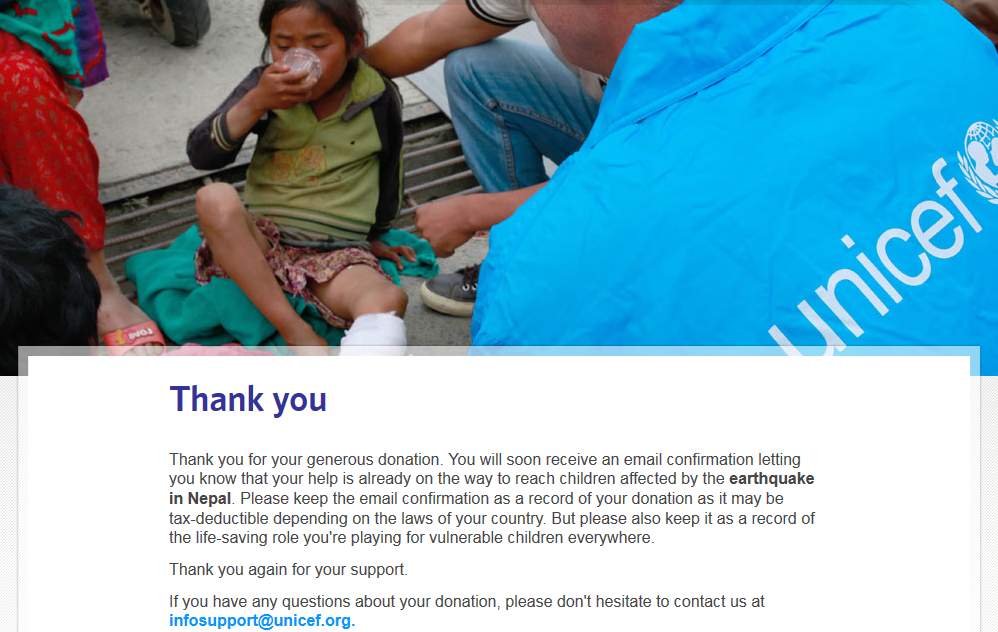 unicef
Thank you
Thank you for your generous donation. You will soon receive an email confirmation letting
you know that your help is already on the way to reach children affected by the earthquake
in Nepal. Please keep the email confirmation as a record of your donation as it may be
tax-deductible depending on the laws of your country. But please also keep it as a record of
the life-saving role you're playing for vulnerable children everywhere.
Thank you again for your support.
If you have any questions about your donation, please don't hesitate to contact us at
infosupport@unicef.org.